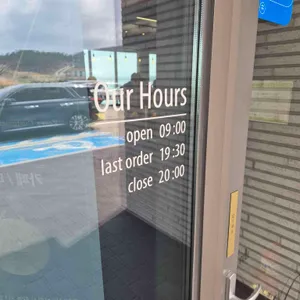 Our Hours
open 09:00
last order 19:30
close 20:00